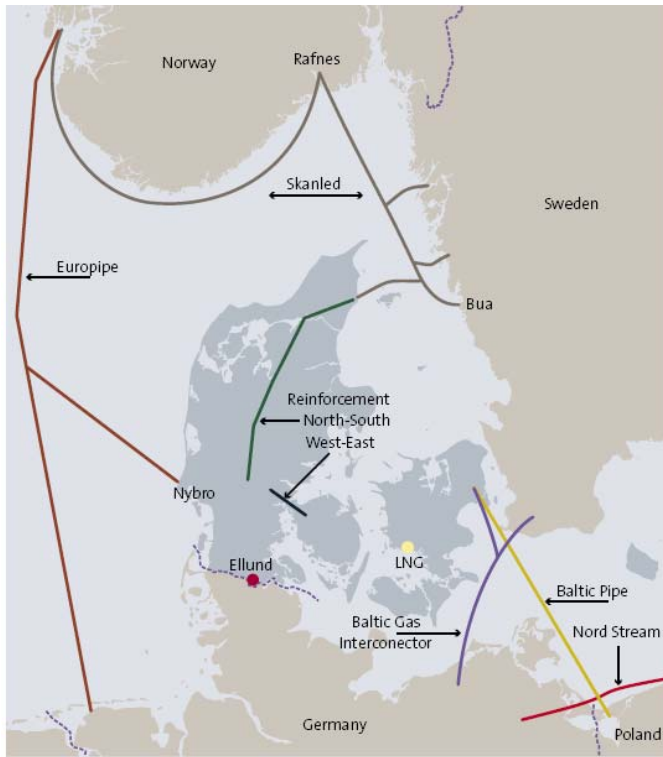 Norway
Rafnes
Skanled
Sweden
Europipe
Bua
Reinforcement
North-South
West-East
Nybro
Ellund
LNG
Baltic Pipe
Baltic Gas
Interconector
Nord Stream
Germany
Poland